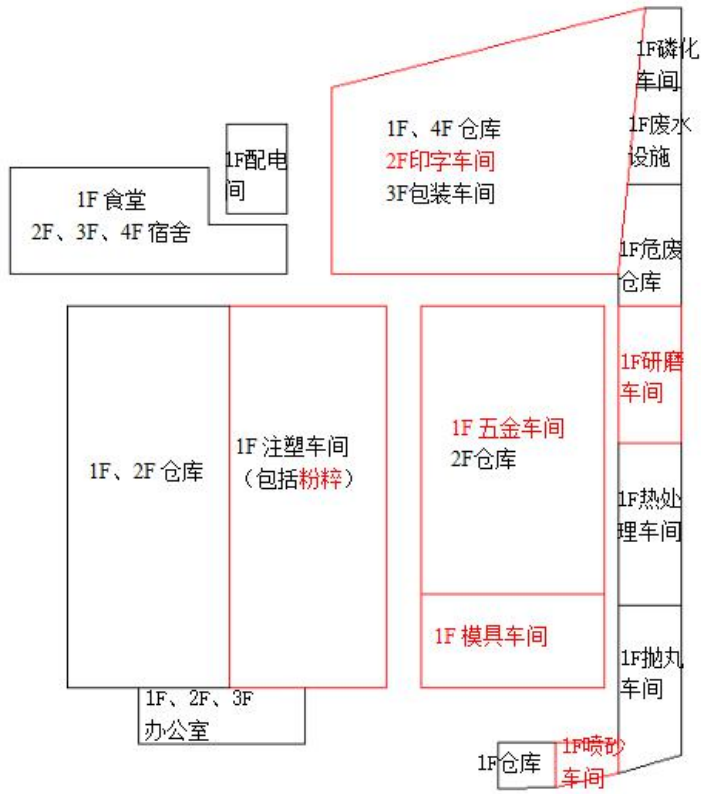 1F磷化
车间
1F、4F 仓库
2F印字车间
3F包装车间
1F废水
设施
1F配电
间
1F 食堂
2F、3F、4F 宿舍
1F危废
仓库
1F研磨
车间
1F、2F 仓库
1F 注塑车间
（包括粉粹）
1F 五金车间
2F仓库
1F热处
理车间
1F 模具车间
1F抛丸
车间
1F、2F、3F
办公室
1F仓库
1F喷砂
车间